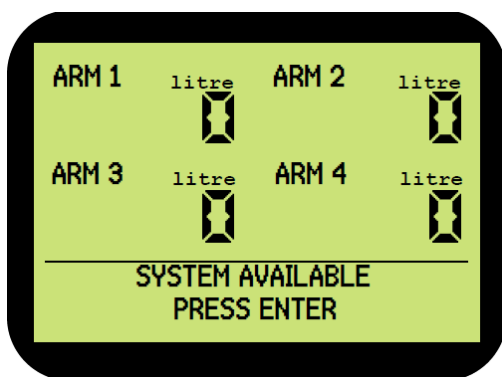 ARM 1 litre ARM 2 litre
0 0
ARM 3 litre ARM 4 litre
0 0
SYSTEM AVAILABLE
PRESS ENTER